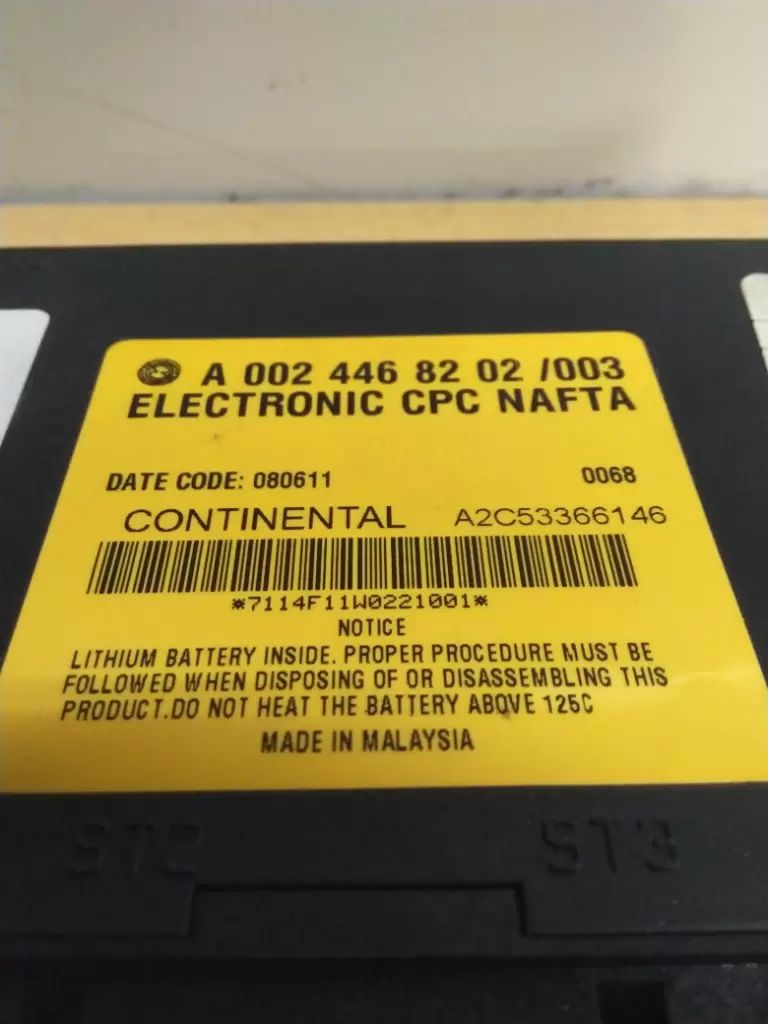 A 002 446 82 02 /003
ELECTRONIC CPC NAFTA
DATE CODE: 080611 0068
CONTINENTAL A2C53366146
*7114F11W0221001*
NOTICE
LITHIUM BATTERY INSIDE. PROPER PROCEDURE MUST BE
FOLLOWED WHEN DISPOSING OF OR DISASSEMBLING THIS
PRODUCT.DO NOT HEAT THE BATTERY ABOVE 125C
MADE IN MALAYSIA
ST2 ST3